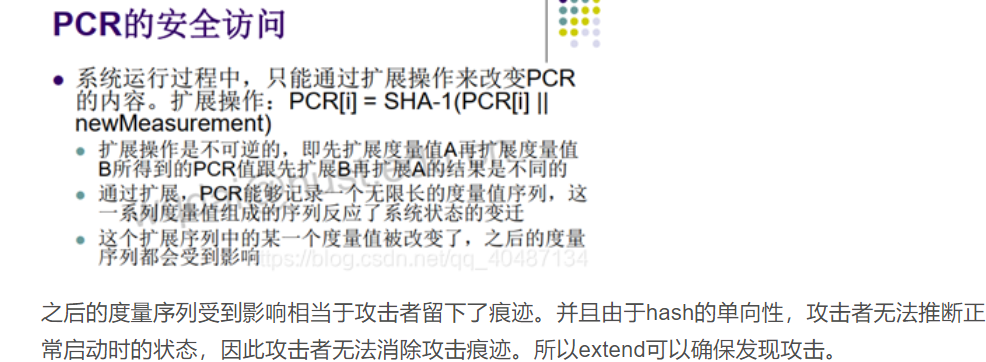 PCR的安全访问
系统运行过程中，只能通过扩展操作来改变PCR
的内容。扩展操作：PCR[i] = SHA-1(PCR[i] ||
newMeasurement)
扩展操作是不可逆的，即先扩展度量值A再扩展度量值
B所得到的PCR值跟先扩展B再扩展A的结果是不同的
通过扩展，PCR能够记录一个无限长的度量值序列，这
一系列度量值组成的序列反应了系统状态的变迁
这个扩展序列中的某一个度量值被改变了，之后的度量
序列都会受到影响
https://blog.csdn.net/qq_40487134
之后的度量序列受到影响相当于攻击者留下了痕迹。并且由于hash的单向性，攻击者无法推断正
常启动时的状态，因此攻击者无法消除攻击痕迹。所以extend可以确保发现攻击。